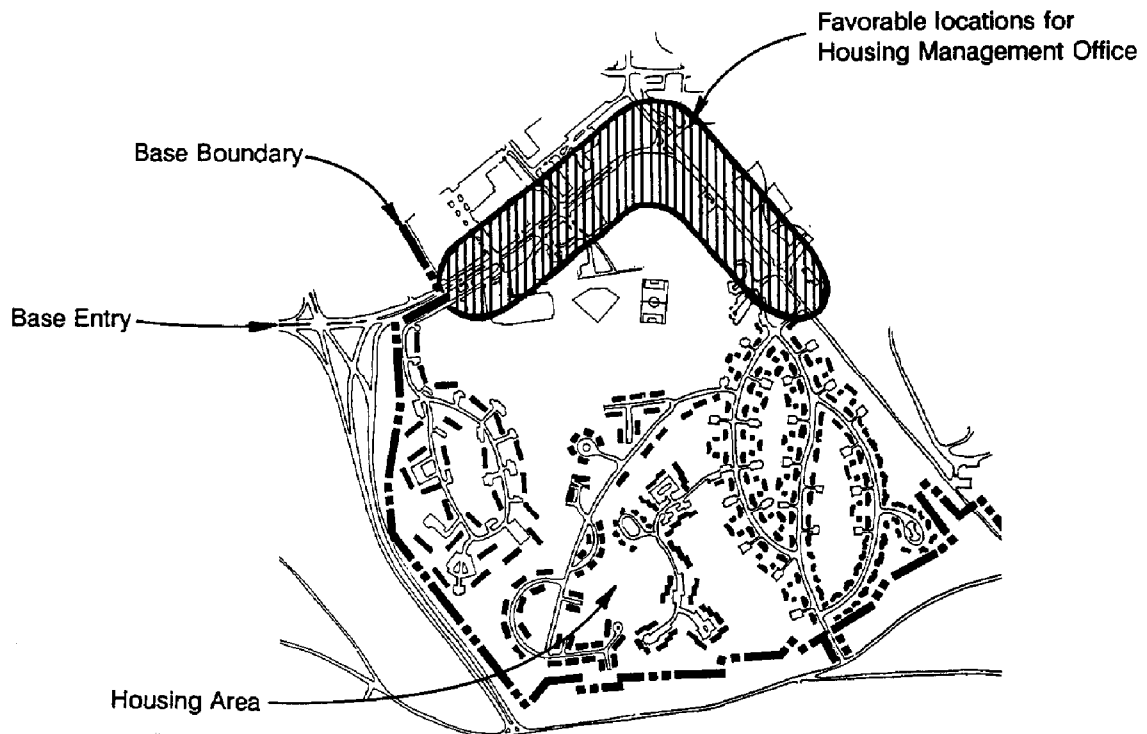 Favorable locations for
Housing Management Office
Base Boundary
Base Entry
Housing Area